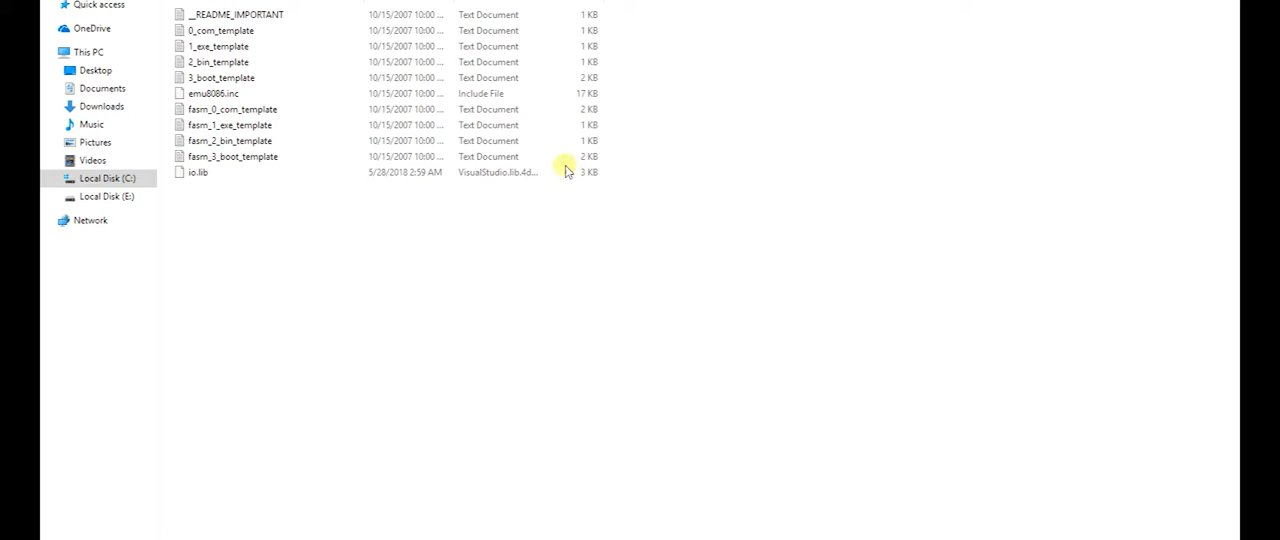 Quick access
OneDrive
This PC
Desktop
Documents
Downloads
Music
Pictures
Videos
Local Disk (C:)
Local Disk (E:)
Network
__README_IMPORTANT 10/15/2007 10:00 ... Text Document 1 KB
0_com_template 10/15/2007 10:00 ... Text Document 1 KB
1_exe_template 10/15/2007 10:00 ... Text Document 1 KB
2_bin_template 10/15/2007 10:00 ... Text Document 1 KB
3_boot_template 10/15/2007 10:00 ... Text Document 2 KB
emu8086.inc 10/15/2007 10:00 ... Include File 17 KB
fasm_0_com_template 10/15/2007 10:00 ... Text Document 2 KB
fasm_1_exe_template 10/15/2007 10:00 ... Text Document 1 KB
fasm_2_bin_template 10/15/2007 10:00 ... Text Document 1 KB
fasm_3_boot_template 10/15/2007 10:00 ... Text Document 2 KB
io.lib 5/28/2018 2:59 AM VisualStudio.lib.4d... 3 KB